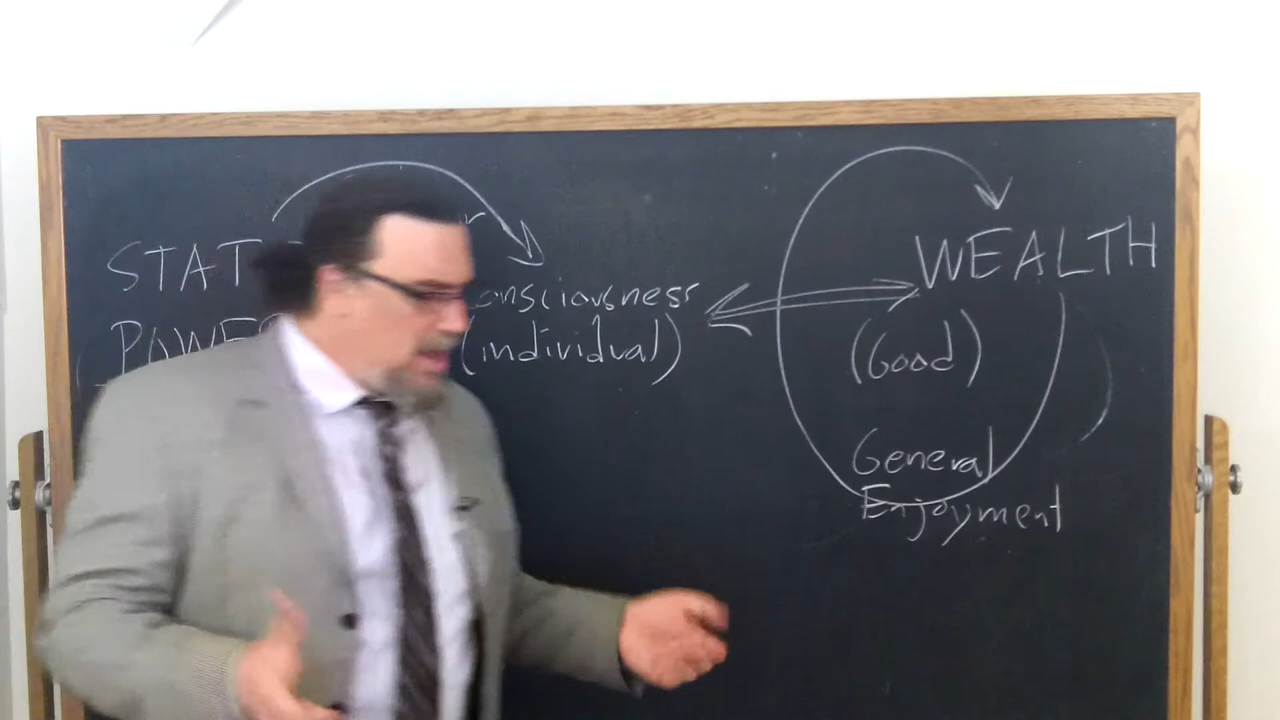 STAT
POWE
onsciousness
(individual)
WEALTH
(Good)
General
Enjoyment